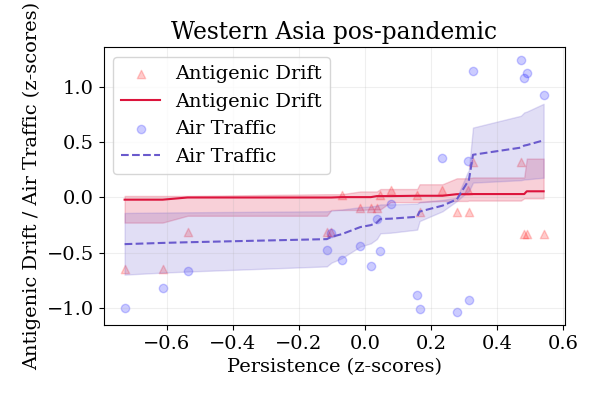 Western Asia pos-pandemic
Antigenic Drift / Air Traffic (z-scores)
Antigenic Drift
Antigenic Drift
Air Traffic
Air Traffic
1.0
0.5
0.0
−0.5
−1.0
−0.6 −0.4 −0.2 0.0 0.2 0.4 0.6
Persistence (z-scores)